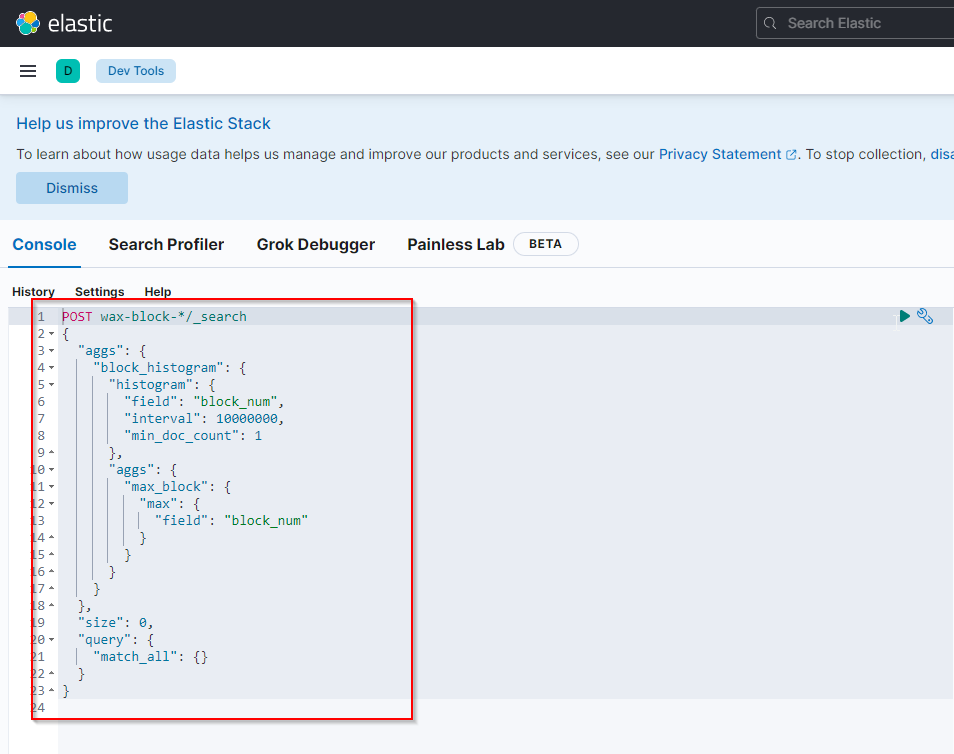 elastic
Search Elastic
D
Dev Tools
Help us improve the Elastic Stack
To learn about how usage data helps us manage and improve our products and services, see our Privacy Statement. To stop collection, disa
Dismiss
Console Search Profiler Grok Debugger Painless Lab BETA
History Settings Help
1 POST wax-block-*/_search
2 {
3 "aggs": {
4 "block_histogram": {
5 "histogram": {
6 "field": "block_num",
7 "interval": 10000000,
8 "min_doc_count": 1
9 },
10 "aggs": {
11 "max_block": {
12 "max": {
13 "field": "block_num"
14 }
15 }
16 }
17 }
18 },
19 "size": 0,
20 "query": {
21 "match_all": {}
22 }
23 }
24